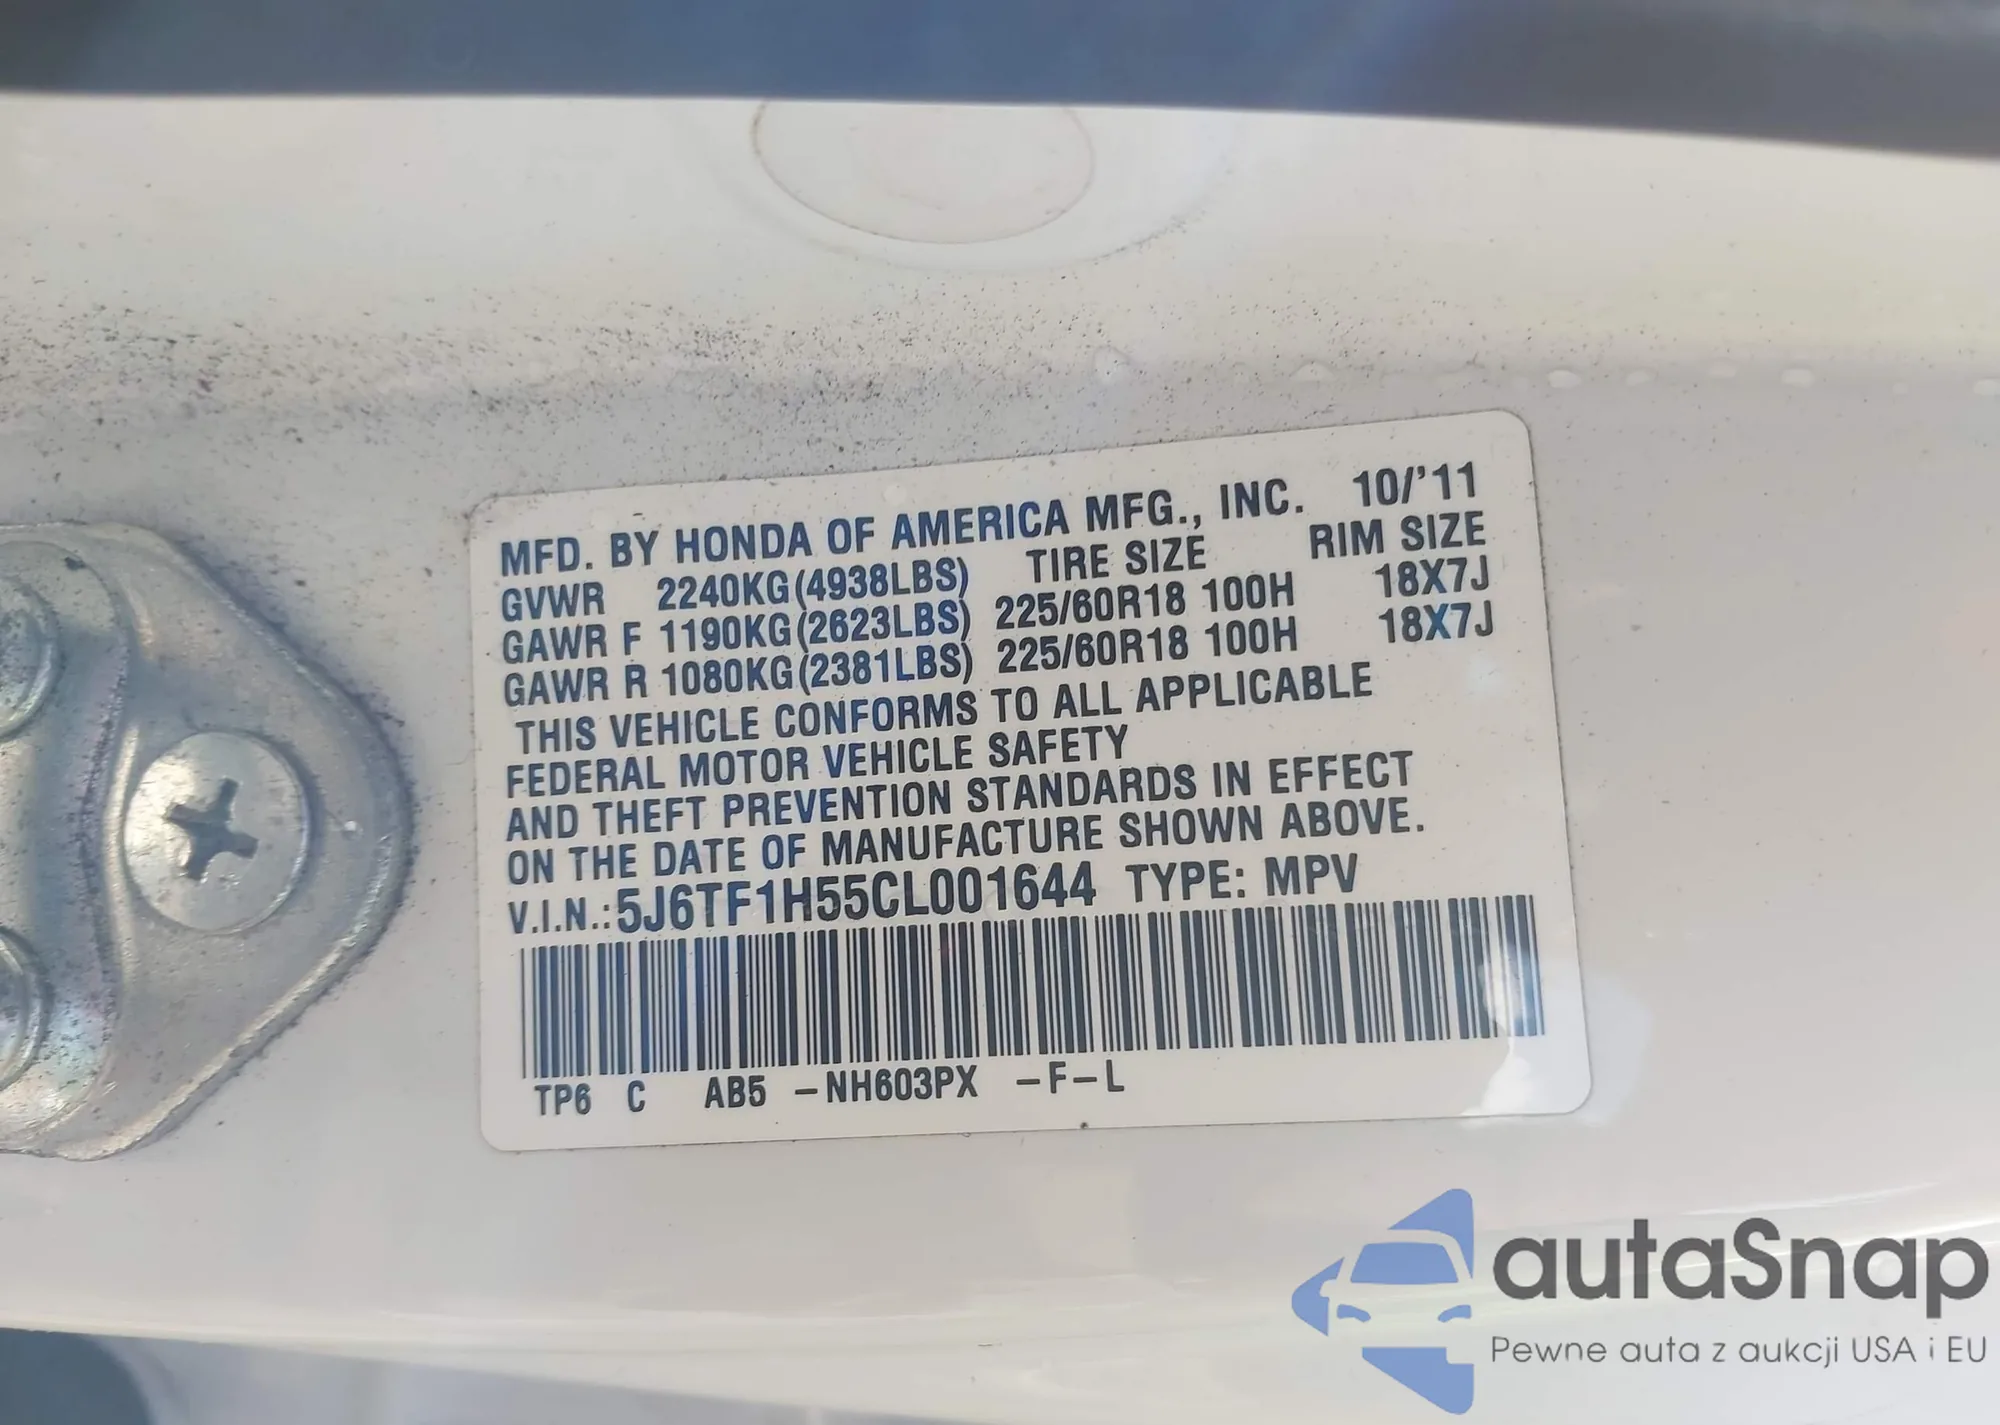 MFD. BY HONDA OF AMERICA MFG., INC. 10/'11
GVWR 2240KG(4938LBS) TIRE SIZE RIM SIZE
GAWR F 1190KG(2623LBS) 225/60R18 100H 18X7J
GAWR R 1080KG(2381LBS) 225/60R18 100H 18X7J
THIS VEHICLE CONFORMS TO ALL APPLICABLE
FEDERAL MOTOR VEHICLE SAFETY
AND THEFT PREVENTION STANDARDS IN EFFECT
ON THE DATE OF MANUFACTURE SHOWN ABOVE.
V.I.N.:5J6TF1H55CL001644 TYPE: MPV
TP6 C AB5 -NH603PX -F-L
autaSnap
Pewne auta z aukcji USA i EU